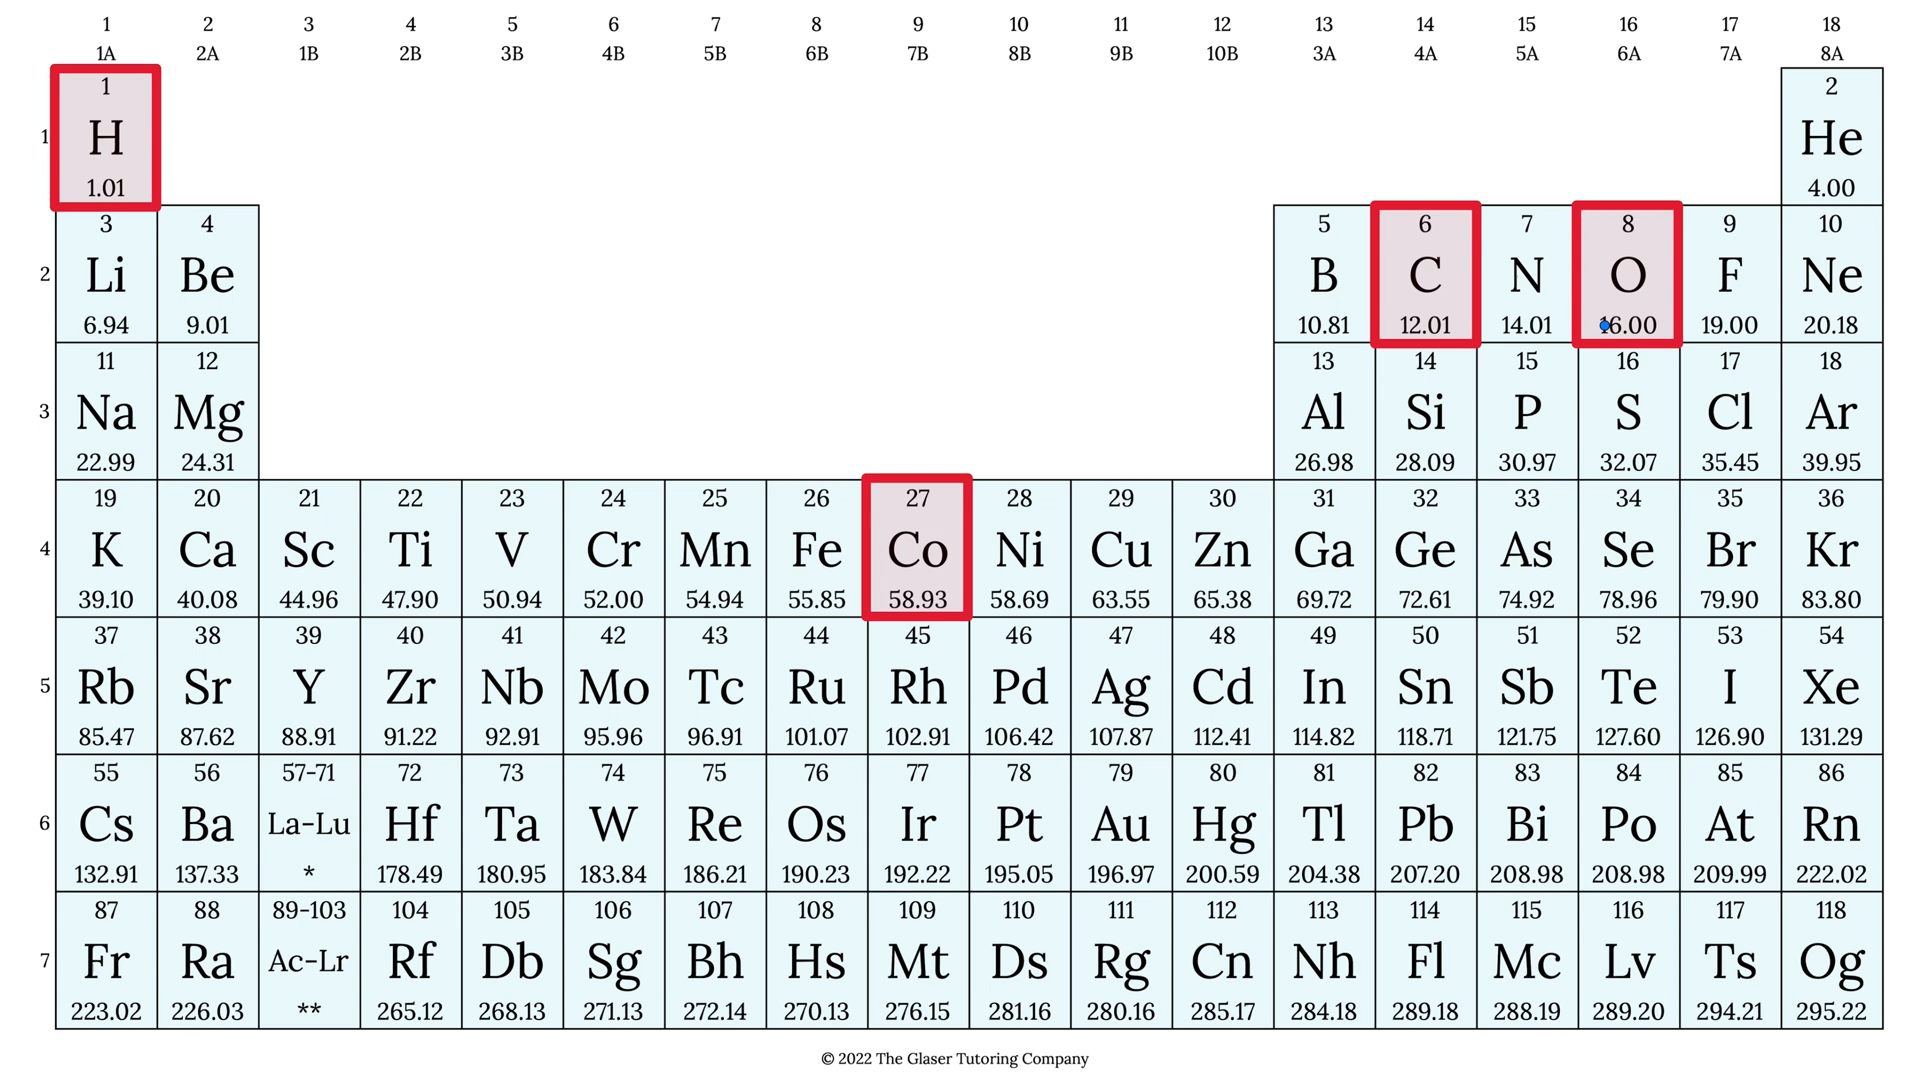 1 2 3 4 5 6 7 8 9 10 11 12 13 14 15 16 17 18
1A 2A 1B 2B 3B 4B 5B 6B 7B 8B 9B 10B 3A 4A 5A 6A 7A 8A
1 2
1 H He
1.01 4.00
3 4 5 6 7 8 9 10
2 Li Be B C N O F Ne
6.94 9.01 10.81 12.01 14.01 16.00 19.00 20.18
11 12 13 14 15 16 17 18
3 Na Mg Al Si P S Cl Ar
22.99 24.31 26.98 28.09 30.97 32.07 35.45 39.95
19 20 21 22 23 24 25 26 27 28 29 30 31 32 33 34 35 36
4 K Ca Sc Ti V Cr Mn Fe Co Ni Cu Zn Ga Ge As Se Br Kr
39.10 40.08 44.96 47.90 50.94 52.00 54.94 55.85 58.93 58.69 63.55 65.38 69.72 72.61 74.92 78.96 79.90 83.80
37 38 39 40 41 42 43 44 45 46 47 48 49 50 51 52 53 54
5 Rb Sr Y Zr Nb Mo Tc Ru Rh Pd Ag Cd In Sn Sb Te I Xe
85.47 87.62 88.91 91.22 92.91 95.96 96.91 101.07 102.91 106.42 107.87 112.41 114.82 118.71 121.75 127.60 126.90 131.29
55 56 57-71 72 73 74 75 76 77 78 79 80 81 82 83 84 85 86
6 Cs Ba La-Lu Hf Ta W Re Os Ir Pt Au Hg Tl Pb Bi Po At Rn
132.91 137.33 * 178.49 180.95 183.84 186.21 190.23 192.22 195.05 196.97 200.59 204.38 207.20 208.98 208.98 209.99 222.02
87 88 89-103 104 105 106 107 108 109 110 111 112 113 114 115 116 117 118
7 Fr Ra Ac-Lr Rf Db Sg Bh Hs Mt Ds Rg Cn Nh Fl Mc Lv Ts Og
223.02 226.03 ** 265.12 268.13 271.13 272.14 270.13 276.15 281.16 280.16 285.17 284.18 289.18 288.19 289.20 294.21 295.22
© 2022 The Glaser Tutoring Company